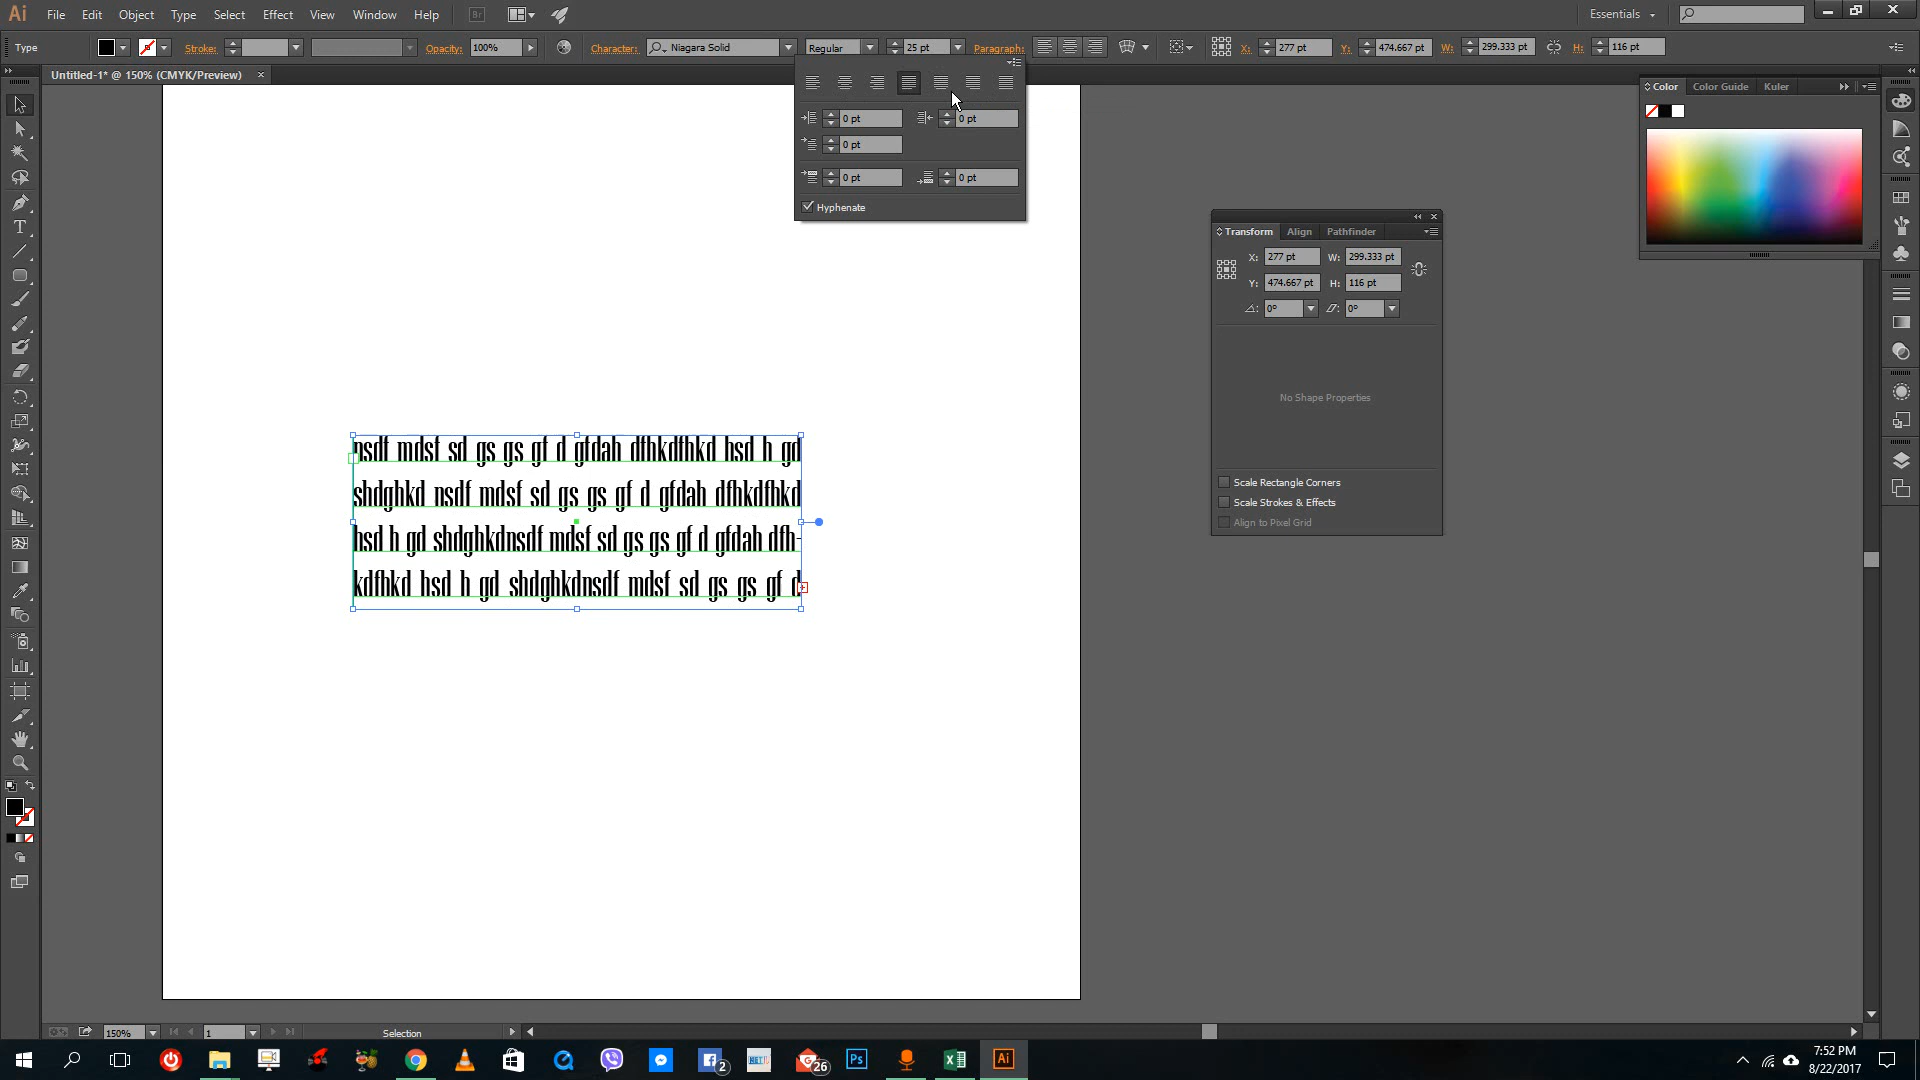 Ai File Edit Object Type Select Effect View Window Help Br Essentials
Type Stroke: Opacity: 100% Character: Niagara Solid Regular 25 pt Paragraph: X: 277 pt Y: 474.667 pt W: 299.333 pt H: 116 pt
Untitled-1* @ 150% (CMYK/Preview)
0 pt 0 pt
0 pt
0 pt 0 pt
Hyphenate
Color Color Guide Kuler
Transform Align Pathfinder
X: 277 pt W: 299.333 pt
Y: 474.667 pt H: 116 pt
0° 0°
No Shape Properties
Scale Rectangle Corners
Scale Strokes & Effects
Align to Pixel Grid
nsdf mdsf sd gs gs gf d gfdah dfhkdfhkd hsd h gd
shdghkd nsdf mdsf sd gs gs gf d gfdah dfhkdfhkd
hsd h gd shdghkdnsdf mdsf sd gs gs gf d gfdah dfh-
kdfhkd hsd h gd shdghkdnsdf mdsf sd gs gs gf d
150% 1 Selection
2 26 Ps Ai
7:52 PM
8/22/2017